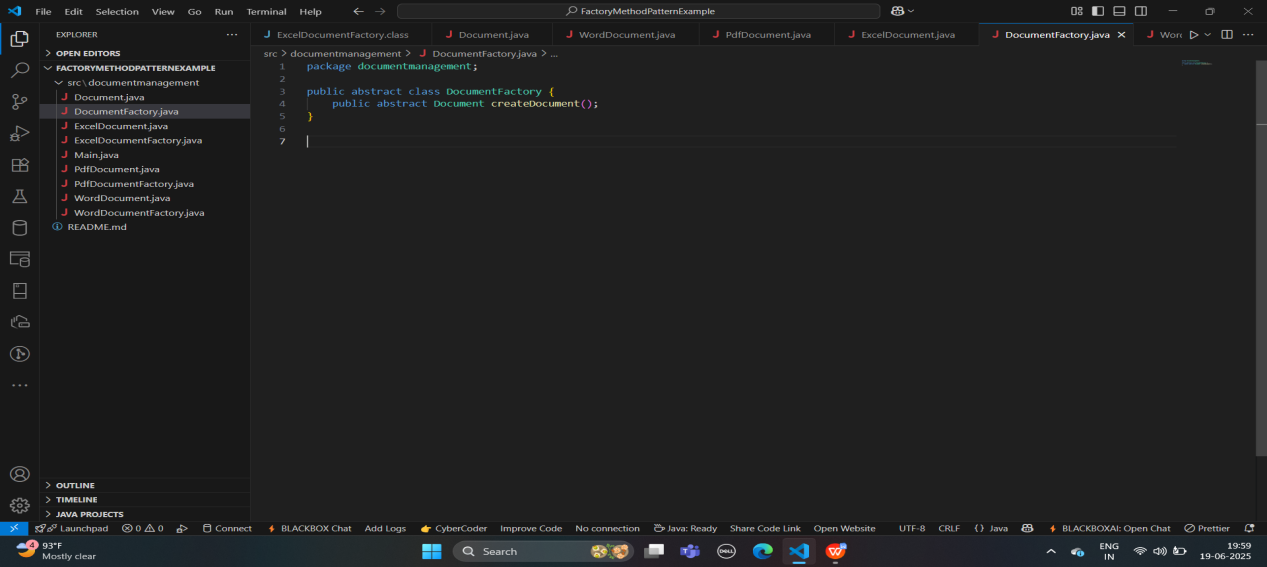 File Edit Selection View Go Run Terminal Help
FactoryMethodPatternExample
EXPLORER
OPEN EDITORS
FACTORYMETHODPATTERNEXAMPLE
src\documentmanagement
J Document.java
J DocumentFactory.java
J ExcelDocument.java
J ExcelDocumentFactory.java
J Main.java
J PdfDocument.java
J PdfDocumentFactory.java
J WordDocument.java
J WordDocumentFactory.java
README.md
OUTLINE
TIMELINE
JAVA PROJECTS
J ExcelDocumentFactory.class J Document.java J WordDocument.java J PdfDocument.java J ExcelDocument.java J DocumentFactory.java J Word
src > documentmanagement > J DocumentFactory.java > ...
1 package documentmanagement;
2
3 public abstract class DocumentFactory {
4 public abstract Document createDocument();
5 }
6
7
Launchpad 0 0 Connect BLACKBOX Chat Add Logs CyberCoder Improve Code No connection Java: Ready Share Code Link Open Website UTF-8 CRLF {} Java BLACKBOXAI: Open Chat Prettier
4 93°F
Mostly clear
Search
DELL
ENG
IN
19:59
19-06-2025